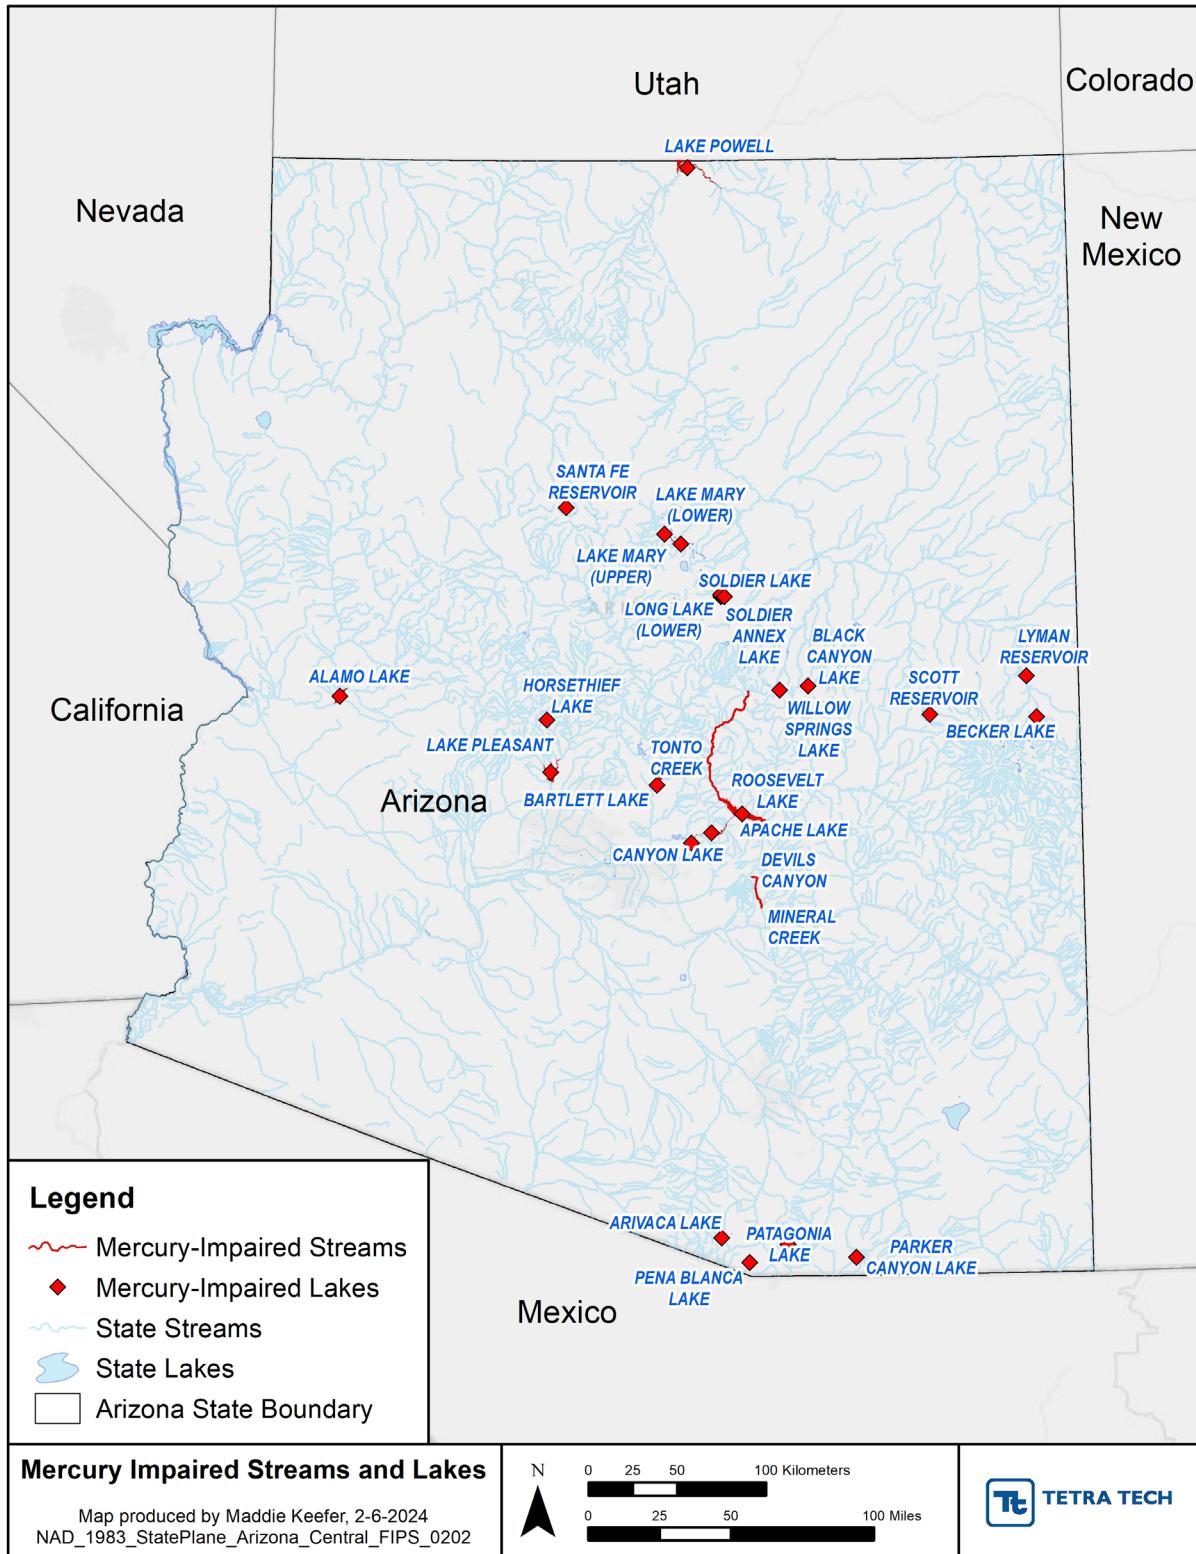 Utah
Colorado
LAKE POWELL
Nevada
New
Mexico
SANTA FE
RESERVOIR
LAKE MARY
(LOWER)
LAKE MARY
(UPPER)
SOLDIER LAKE
LONG LAKE
(LOWER)
SOLDIER
ANNEX
LAKE
BLACK
CANYON
LAKE
LYMAN
RESERVOIR
ALAMO LAKE
HORSETHIEF
LAKE
SCOTT
RESERVOIR
California
WILLOW
SPRINGS
LAKE
BECKER LAKE
LAKE PLEASANT
TONTO
CREEK
ROOSEVELT
LAKE
Arizona
BARTLETT LAKE
APACHE LAKE
CANYON LAKE
DEVILS
CANYON
MINERAL
CREEK
ARIVACA LAKE
PATAGONIA
LAKE
PARKER
CANYON LAKE
PENA BLANCA
LAKE
Mexico
Legend
Mercury-Impaired Streams
Mercury-Impaired Lakes
State Streams
State Lakes
Arizona State Boundary
Mercury Impaired Streams and Lakes
Map produced by Maddie Keefer, 2-6-2024
NAD_1983_StatePlane_Arizona_Central_FIPS_0202
N
0 25 50 100 Kilometers
0 50 100 Miles
Tt TETRA TECH